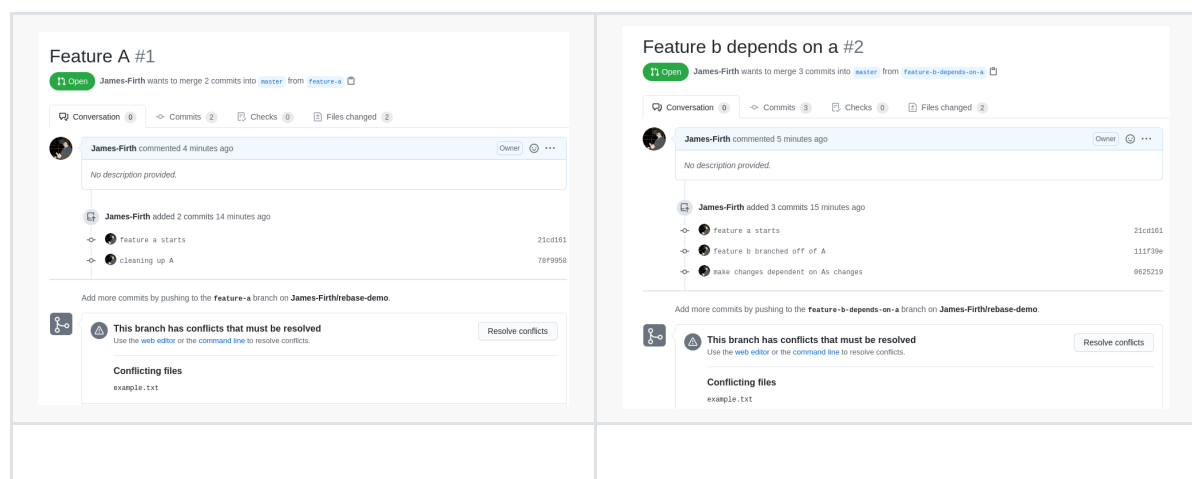 Feature A #1
Open James-Firth wants to merge 2 commits into master from feature-a
Conversation 0 Commits 2 Checks 0 Files changed 2
James-Firth commented 4 minutes ago Owner
No description provided.
James-Firth added 2 commits 14 minutes ago
feature a starts 21cd161
cleaning up A 78f9950
Add more commits by pushing to the feature-a branch on James-Firth/rebase-demo.
This branch has conflicts that must be resolved
Use the web editor or the command line to resolve conflicts.
Resolve conflicts
Conflicting files
example.txt
Feature b depends on a #2
Open James-Firth wants to merge 3 commits into master from feature-b-depends-on-a
Conversation 0 Commits 3 Checks 0 Files changed 2
James-Firth commented 5 minutes ago Owner
No description provided.
James-Firth added 3 commits 15 minutes ago
feature a starts 21cd161
feature b branched off of A 111f39e
make changes dependent on As changes 0625219
Add more commits by pushing to the feature-b-depends-on-a branch on James-Firth/rebase-demo.
This branch has conflicts that must be resolved
Use the web editor or the command line to resolve conflicts.
Resolve conflicts
Conflicting files
example.txt